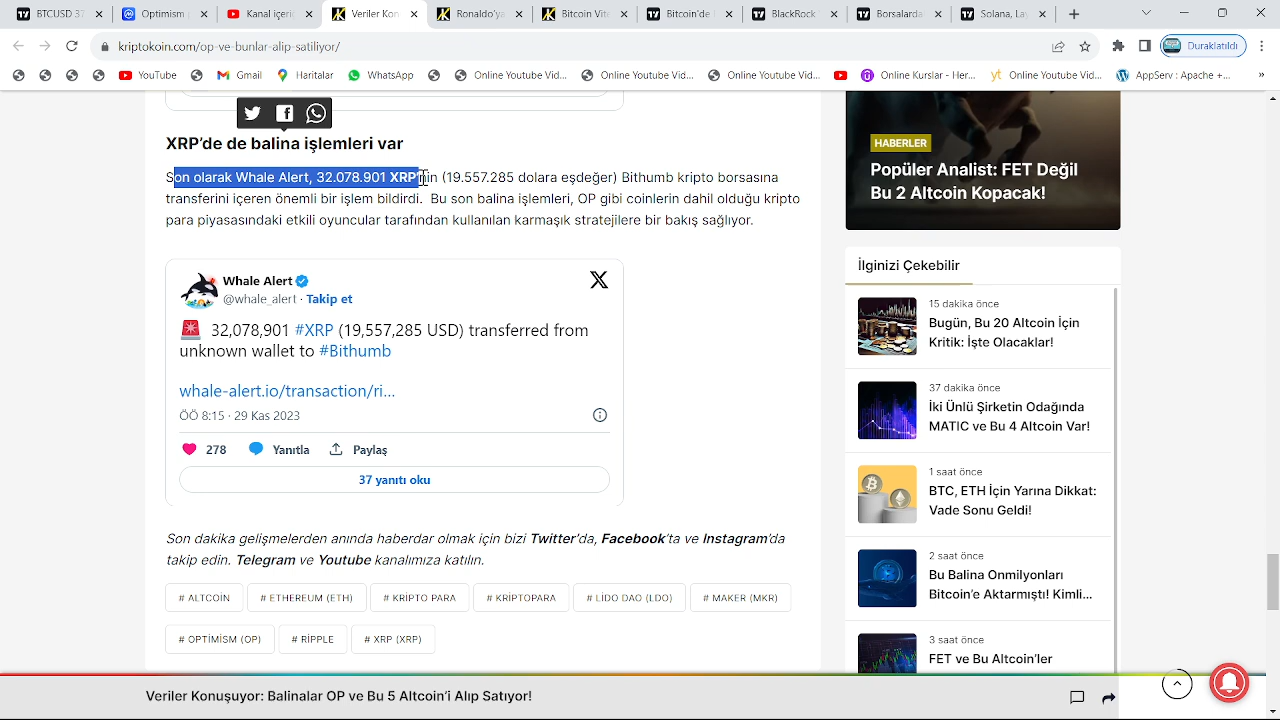 BTCUSD 37
Optimism
Kanal içeriğ
Veriler Kon
Ronaldo'ya
Bitcoin Vite
Bitcoin'de
BlackRock
Borsalarda
Solana, La
kriptokoin.com/op-ve-bunlar-alip-satiliyor/
Duraklatıldı
YouTube
Gmail
Haritalar
WhatsApp
Online Youtube Vid...
Online Youtube Vid...
Online Youtube Vid...
Online Kurslar - Her...
Online Youtube Vid...
AppServ : Apache +...
XRP'de de balina işlemleri var
Son olarak Whale Alert, 32.078.901 XRP'nin (19.557.285 dolara eşdeğer) Bithumb kripto borsasına
transferini içeren önemli bir işlem bildirdi. Bu son balina işlemleri, OP gibi coinlerin dahil olduğu kripto
para piyasasındaki etkili oyuncular tarafından kullanılan karmaşık stratejilere bir bakış sağlıyor.
Whale Alert
@whale_alert · Takip et
🚨 32,078,901 #XRP (19,557,285 USD) transferred from
unknown wallet to #Bithumb
whale-alert.io/transaction/ri...
ÖÖ 8:15 · 29 Kas 2023
278 Yanıtla Paylaş
37 yanıtı oku
Son dakika gelişmelerden anında haberdar olmak için bizi Twitter'da, Facebook'ta ve Instagram'da
takip edin. Telegram ve Youtube kanalımıza katılın.
# ALTCOIN
# ETHEREUM (ETH)
# KRİPTO PARA
# KRIPTOPARA
# LIDO DAO (LDO)
# MAKER (MKR)
# OPTİMİSM (OP)
# RİPPLE
# XRP (XRP)
HABERLER
Popüler Analist: FET Değil
Bu 2 Altcoin Kopacak!
İlginizi Çekebilir
15 dakika önce
Bugün, Bu 20 Altcoin İçin
Kritik: İşte Olacaklar!
37 dakika önce
İki Ünlü Şirketin Odağında
MATIC ve Bu 4 Altcoin Var!
1 saat önce
BTC, ETH İçin Yarına Dikkat:
Vade Sonu Geldi!
2 saat önce
Bu Balina Onmilyonları
Bitcoin'e Aktarmıştı! Kimli...
3 saat önce
FET ve Bu Altcoin'ler
Veriler Konuşuyor: Balinalar OP ve Bu 5 Altcoin'i Alıp Satıyor!